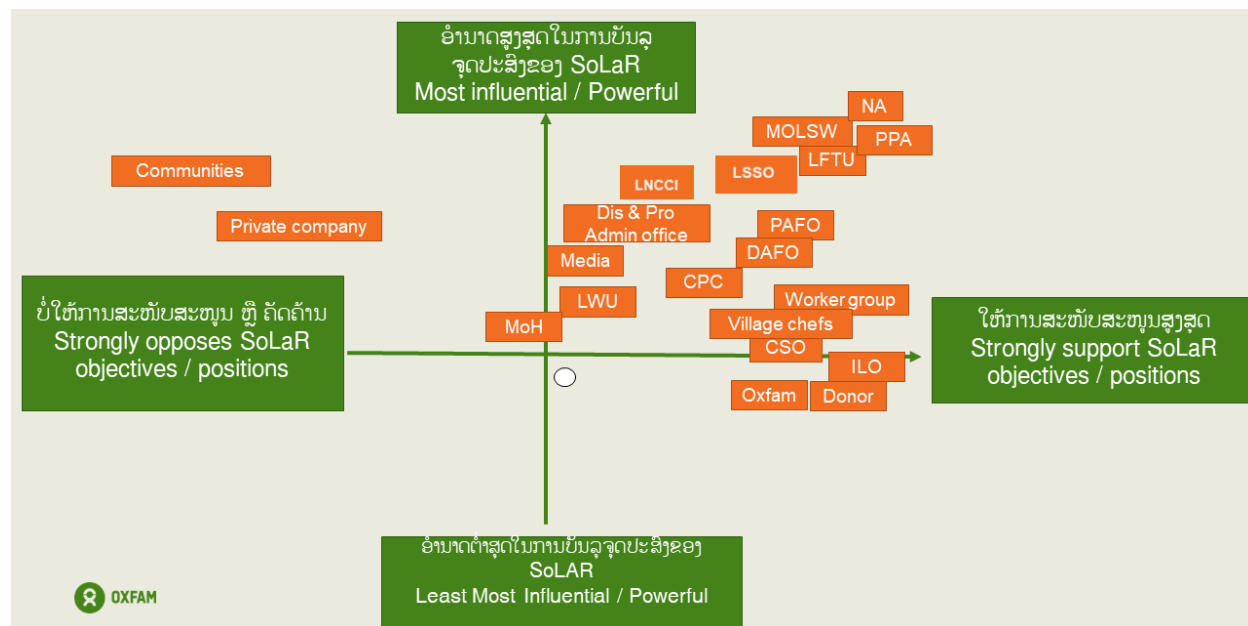 ອຳນາດສູງສຸດໃນການບັນລຸ
ຈຸດປະສົງຂອງ SoLaR
Most influential / Powerful
NA
MOLSW
PPA
LFTU
Communities
LSSO
LNCCI
Private company
Dis & Pro
Admin office
PAFO
DAFO
Media
CPC
LWU
Worker group
MoH
Village chefs
CSO
ILO
Oxfam
Donor
ບໍ່ໃຫ້ການສະໜັບສະໜູນ ຫຼື ຄັດຄ້ານ
Strongly opposes SoLaR
objectives / positions
ໃຫ້ການສະໜັບສະໜູນສູງສຸດ
Strongly support SoLaR
objectives / positions
ອຳນາດຕ່ຳສຸດໃນການບັນລຸຈຸດປະສົງຂອງ
SoLAR
Least Most Influential / Powerful
OXFAM